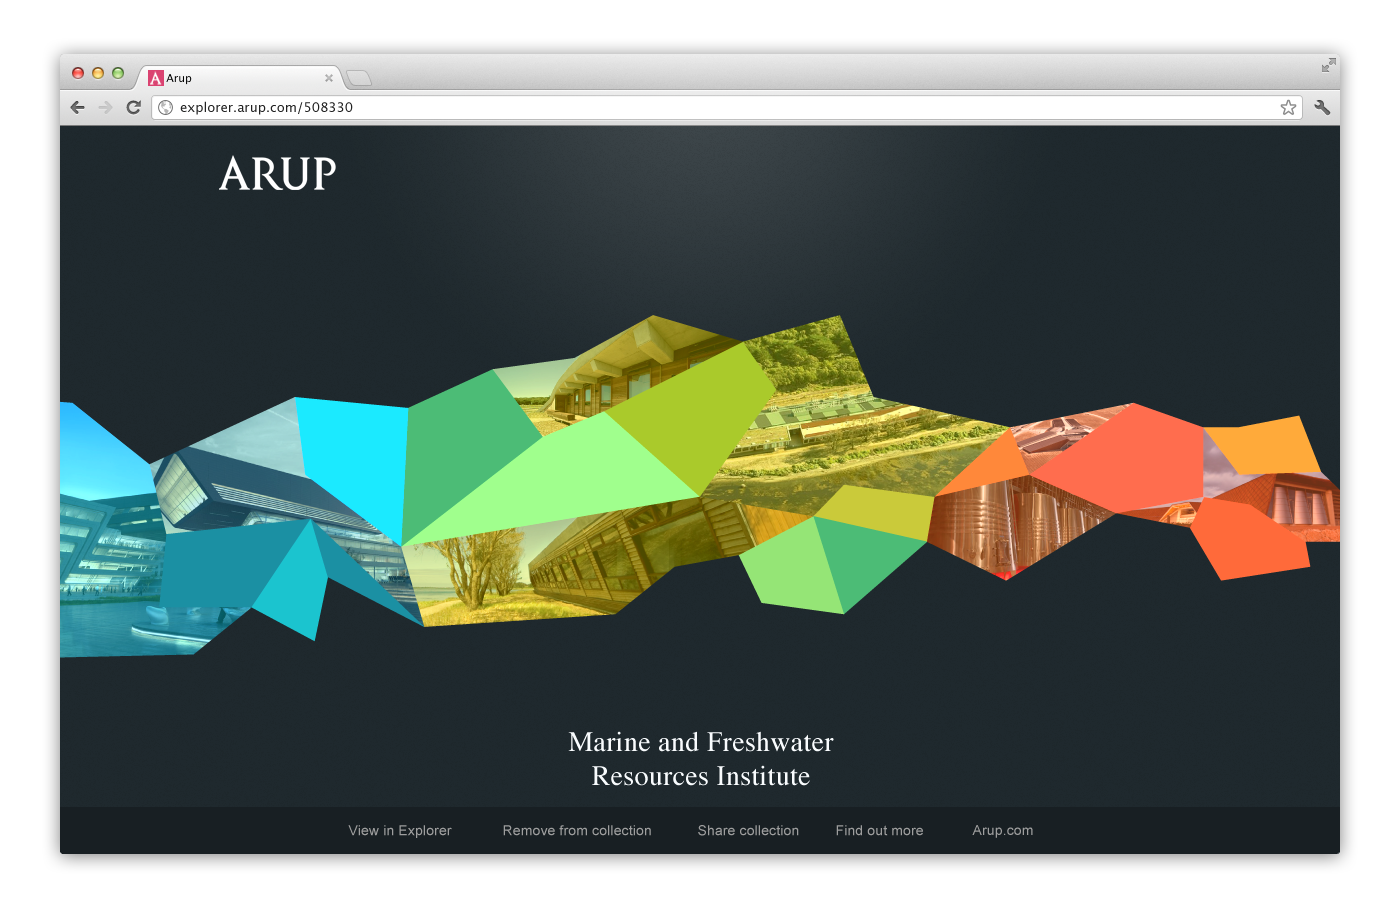 A Arup
explorer.arup.com/508330
ARUP
Marine and Freshwater
Resources Institute
View in Explorer Remove from collection Share collection Find out more Arup.com